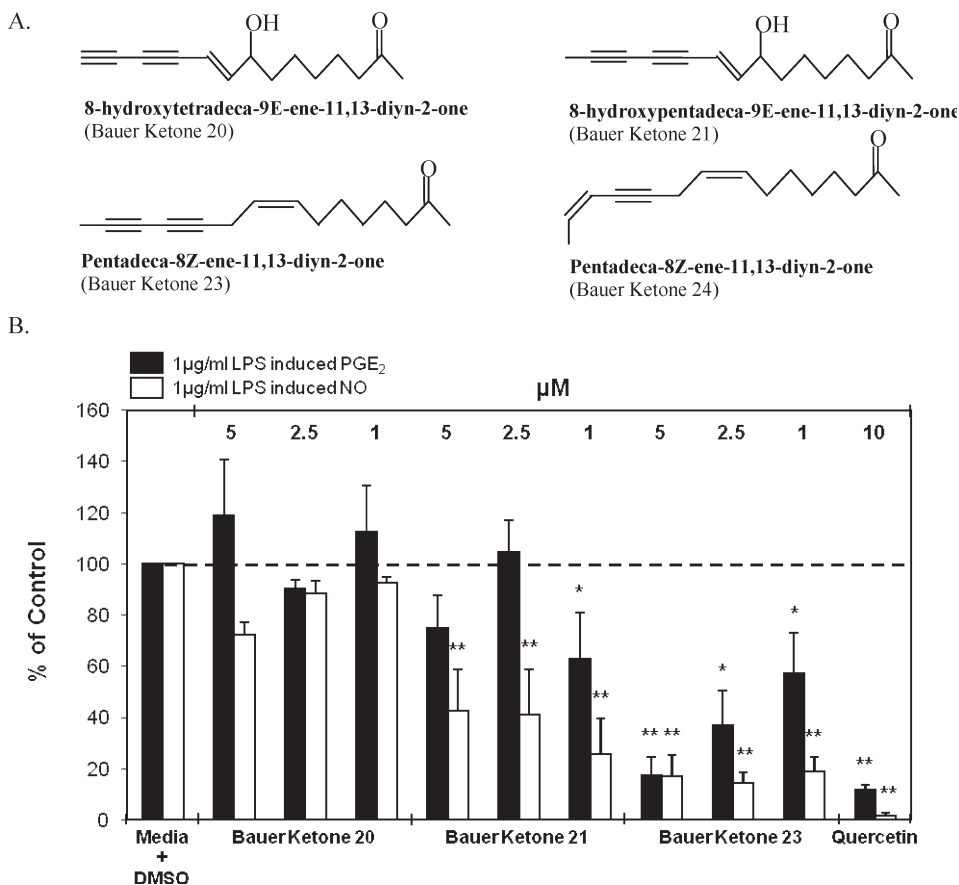 A.
OH
O
8-hydroxytetradeca-9E-ene-11,13-diyn-2-one
(Bauer Ketone 20)
OH
O
8-hydroxypentadeca-9E-ene-11,13-diyn-2-one
(Bauer Ketone 21)
O
Pentadeca-8Z-ene-11,13-diyn-2-one
(Bauer Ketone 23)
O
Pentadeca-8Z-ene-11,13-diyn-2-one
(Bauer Ketone 24)
B.
1µg/ml LPS induced PGE2
1µg/ml LPS induced NO
µM
5 2.5 1 5 2.5 1 5 2.5 1 10
% of Control
160
140
120
100
80
60
40
20
0
** ** * ** ** ** * ** * ** ** **
Media + DMSO
Bauer Ketone 20
Bauer Ketone 21
Bauer Ketone 23
Quercetin